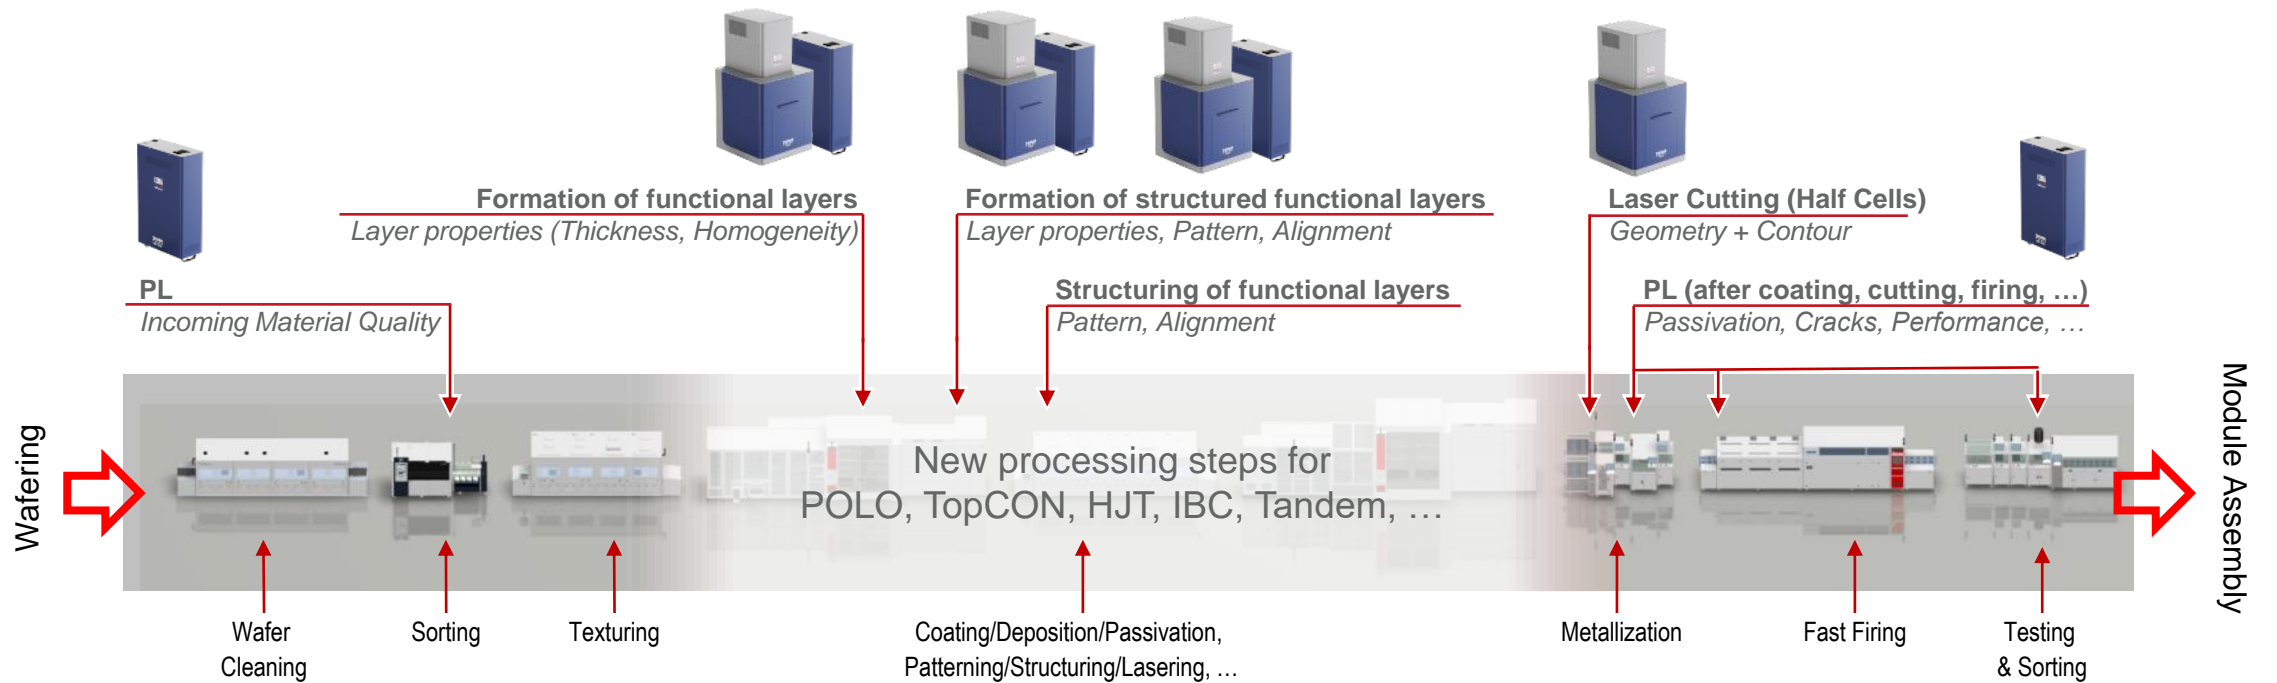 Formation of functional layers
Layer properties (Thickness, Homogeneity)
Formation of structured functional layers
Layer properties, Pattern, Alignment
Laser Cutting (Half Cells)
Geometry + Contour
PL
Incoming Material Quality
Structuring of functional layers
Pattern, Alignment
PL (after coating, cutting, firing, …)
Passivation, Cracks, Performance, …
Wafering
New processing steps for
POLO, TopCON, HJT, IBC, Tandem, …
Module Assembly
Wafer
Cleaning
Sorting
Texturing
Coating/Deposition/Passivation,
Patterning/Structuring/Lasering, …
Metallization
Fast Firing
Testing
& Sorting